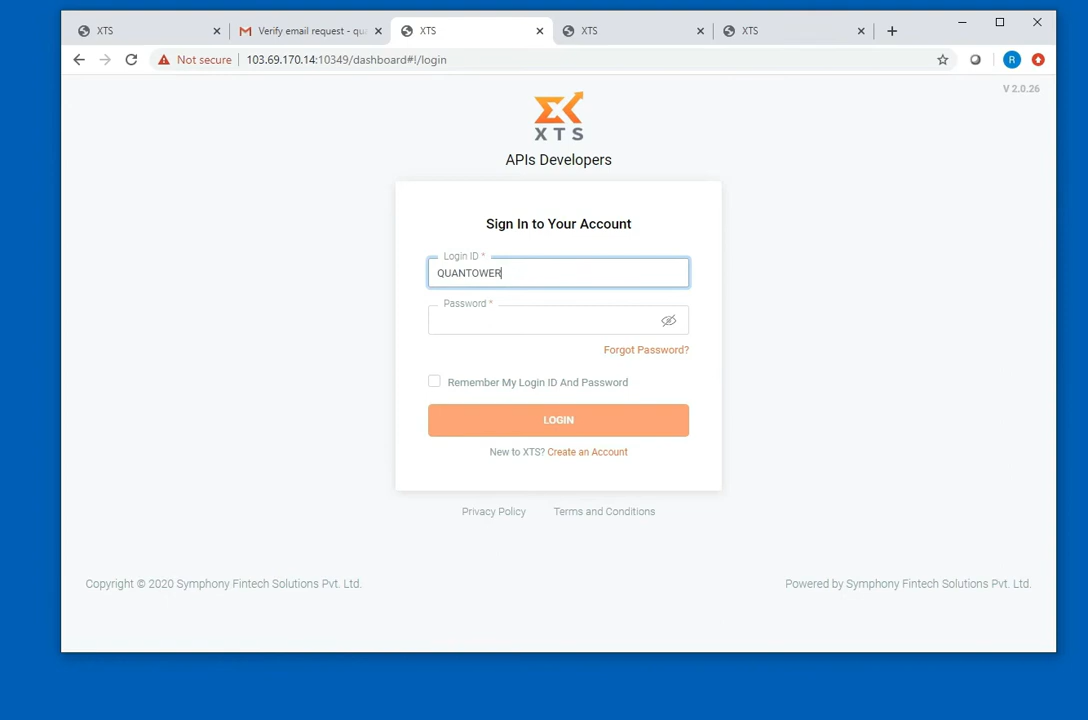 XTS
Verify email request - qua
XTS
XTS
XTS
Not secure
103.69.170.14:10349/dashboard#!/login
R
V 2.0.26
XTS
APIs Developers
Sign In to Your Account
Login ID *
QUANTOWER
Password *
Forgot Password?
Remember My Login ID And Password
LOGIN
New to XTS? Create an Account
Privacy Policy
Terms and Conditions
Copyright © 2020 Symphony Fintech Solutions Pvt. Ltd.
Powered by Symphony Fintech Solutions Pvt. Ltd.